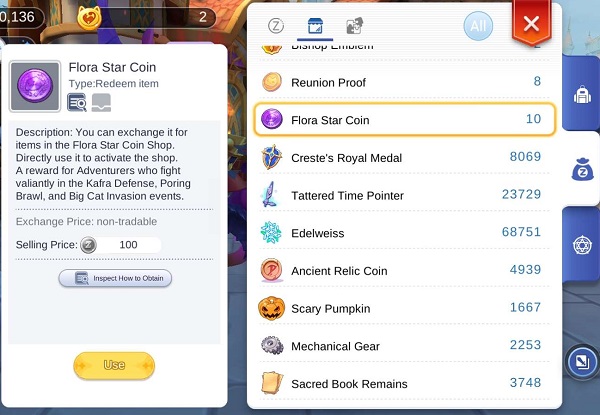 0,136
2
Flora Star Coin
Type:Redeem item
Description: You can exchange it for
items in the Flora Star Coin Shop.
Directly use it to activate the shop.
A reward for Adventurers who fight
valiantly in the Kafra Defense, Poring
Brawl, and Big Cat Invasion events.
Exchange Price: non-tradable
Selling Price: Z 100
Inspect How to Obtain
Use
Z
All
Bishop Emblem 2
Reunion Proof 8
Flora Star Coin 10
Creste's Royal Medal 8069
Tattered Time Pointer 23729
Edelweiss 68751
Ancient Relic Coin 4939
Scary Pumpkin 1667
Mechanical Gear 2253
Sacred Book Remains 3748